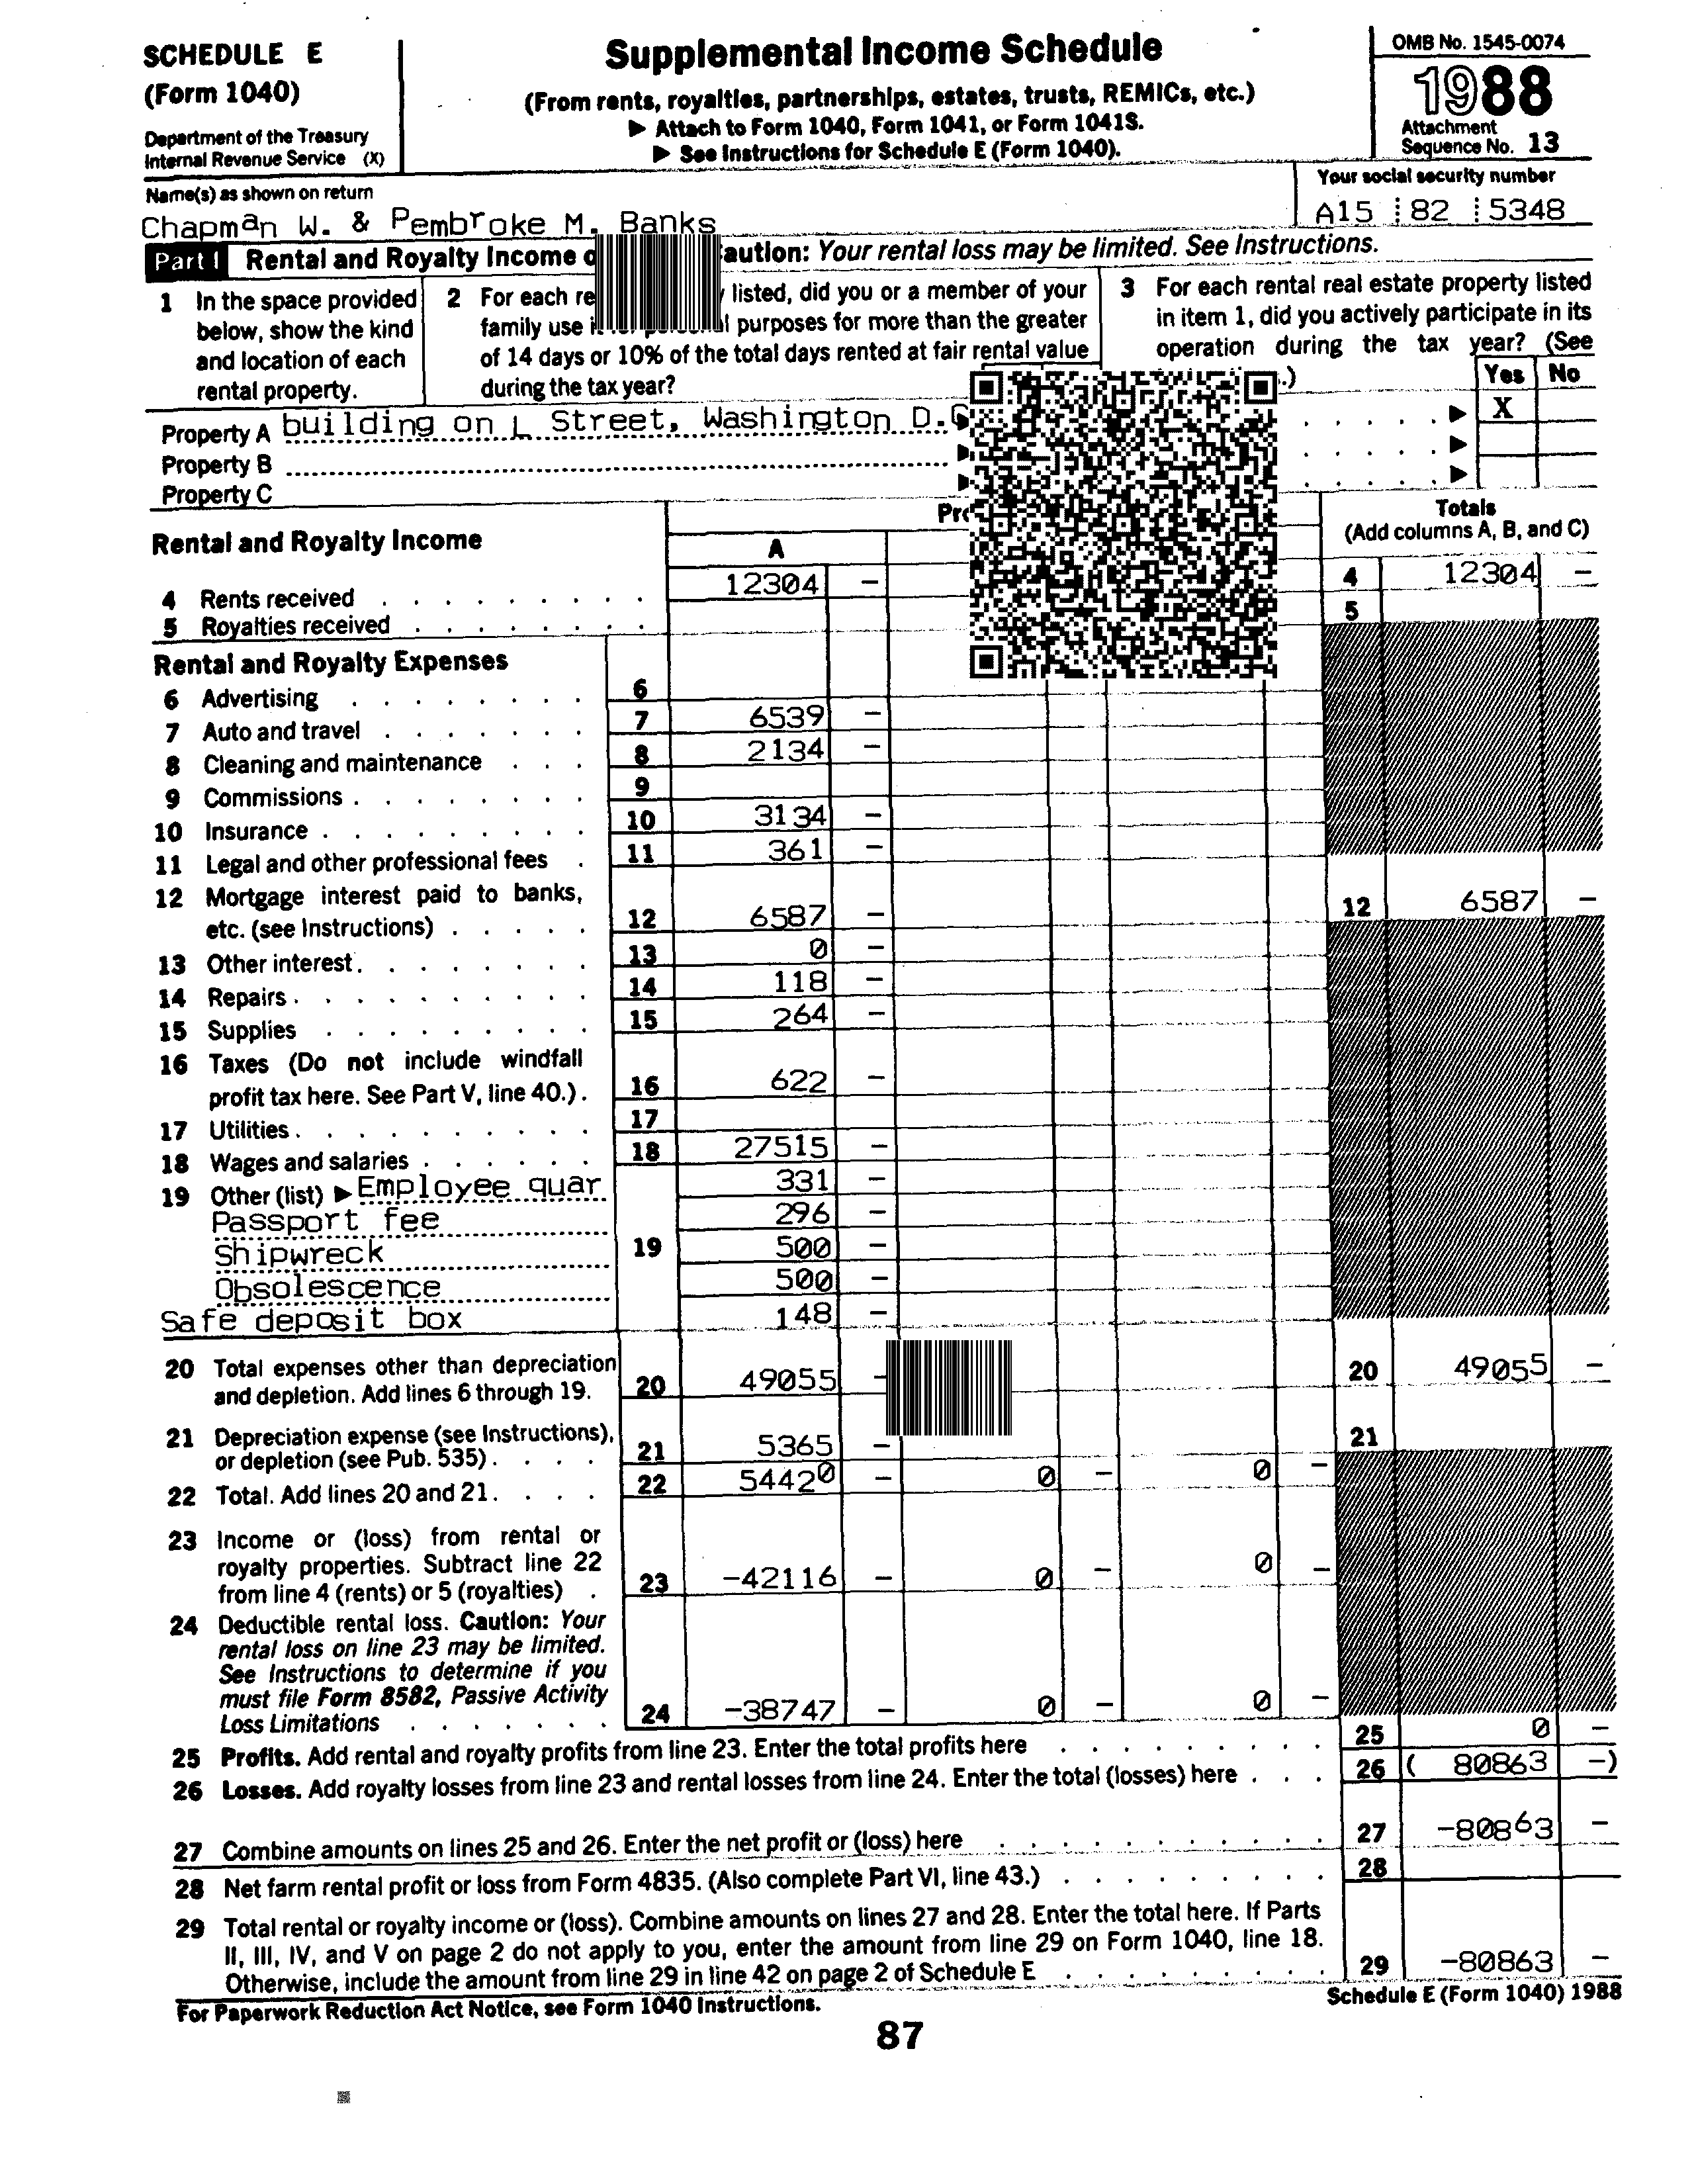 SCHEDULE E
(Form 1040)
Department of the Treasury
Internal Revenue Service (X)
Supplemental Income Schedule
(From rents, royalties, partnerships, estates, trusts, REMICs, etc.)
▶ Attach to Form 1040, Form 1041, or Form 1041S.
▶ See Instructions for Schedule E (Form 1040).
OMB No. 1545-0074
1988
Attachment
Sequence No. 13
Name(s) as shown on return
Chapman W. & Pembroke M. Banks
Your social security number
A15 82 5348
Part I Rental and Royalty Income aution: Your rental loss may be limited. See Instructions.
1 In the space provided
below, show the kind
and location of each
rental property.
2 For each re listed, did you or a member of your
family use purposes for more than the greater
of 14 days or 10% of the total days rented at fair rental value
during the tax year?
3 For each rental real estate property listed
in item 1, did you actively participate in its
operation during the tax year? (See
.)
Yes No
Property A building on L Street, Washington D.C X
Property B
Property C
Rental and Royalty Income
A
Totals
(Add columns A, B, and C)
4 Rents received 12304 – 4 12304 –
5 Royalties received 5
Rental and Royalty Expenses
6 Advertising 6
7 Auto and travel 7 6539 –
8 Cleaning and maintenance 8 2134 –
9 Commissions 9
10 Insurance 10 3134 –
11 Legal and other professional fees 11 361 –
12 Mortgage interest paid to banks,
etc. (see Instructions) 12 6587 – 12 6587 –
13 Other interest 13 0 –
14 Repairs 14 118 –
15 Supplies 15 264 –
16 Taxes (Do not include windfall
profit tax here. See Part V, line 40.) 16 622 –
17 Utilities 17
18 Wages and salaries 18 27515 –
19 Other (list) ▶ Employee quar 331 –
Passport fee 296 –
Shipwreck 19 500 –
Obsolescence 500 –
Safe deposit box 148 –
20 Total expenses other than depreciation
and depletion. Add lines 6 through 19. 20 49055 – 20 49055 –
21 Depreciation expense (see Instructions),
or depletion (see Pub. 535) 21 5365 – 21
22 Total. Add lines 20 and 21 22 54420 – 0 – 0 –
23 Income or (loss) from rental or
royalty properties. Subtract line 22
from line 4 (rents) or 5 (royalties) 23 -42116 – 0 – 0 –
24 Deductible rental loss. Caution: Your
rental loss on line 23 may be limited.
See Instructions to determine if you
must file Form 8582, Passive Activity
Loss Limitations 24 -38747 – 0 – 0 –
25 Profits. Add rental and royalty profits from line 23. Enter the total profits here 25 0 –
26 Losses. Add royalty losses from line 23 and rental losses from line 24. Enter the total (losses) here 26 ( 80863 –)
27 Combine amounts on lines 25 and 26. Enter the net profit or (loss) here 27 -80863 –
28 Net farm rental profit or loss from Form 4835. (Also complete Part VI, line 43.) 28
29 Total rental or royalty income or (loss). Combine amounts on lines 27 and 28. Enter the total here. If Parts
II, III, IV, and V on page 2 do not apply to you, enter the amount from line 29 on Form 1040, line 18.
Otherwise, include the amount from line 29 in line 42 on page 2 of Schedule E 29 -80863 –
For Paperwork Reduction Act Notice, see Form 1040 Instructions.
Schedule E (Form 1040) 1988
87